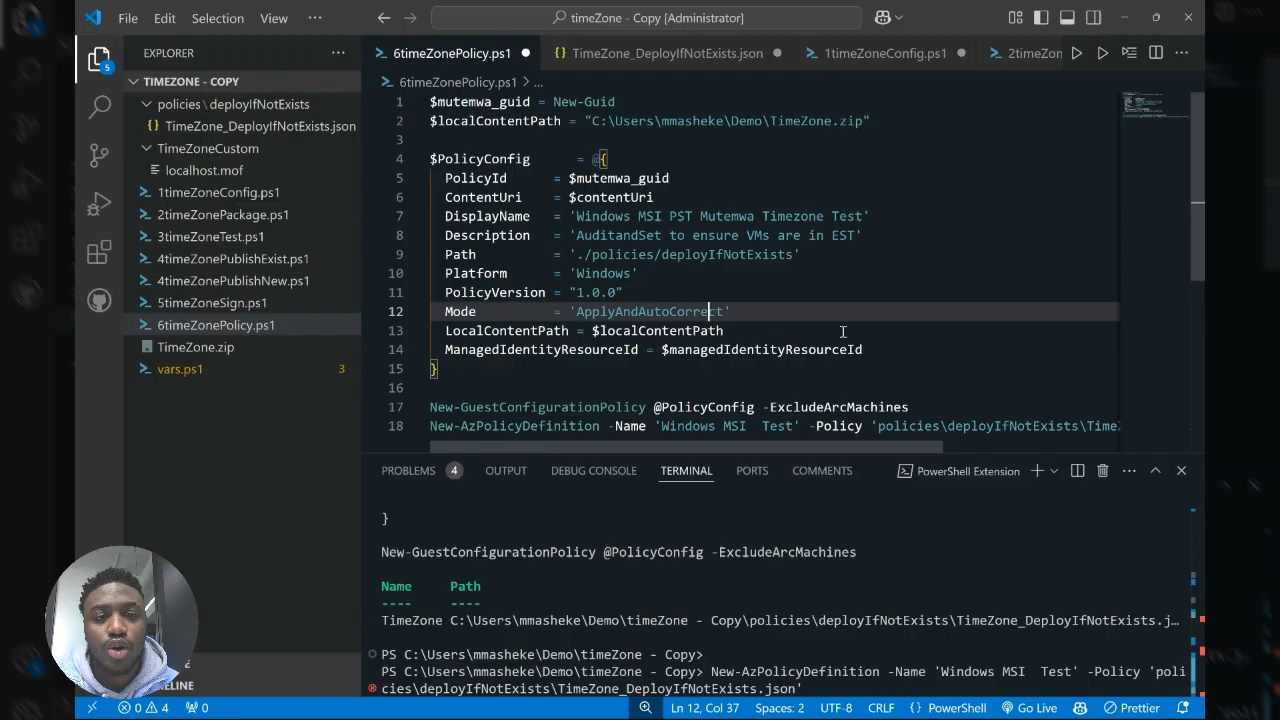 File Edit Selection View ··· timeZone - Copy [Administrator]
EXPLORER ···
TIMEZONE - COPY
policies \ deployIfNotExists
{} TimeZone_DeployIfNotExists.json
TimeZoneCustom
localhost.mof
1timeZoneConfig.ps1
2timeZonePackage.ps1
3timeZoneTest.ps1
4timeZonePublishExist.ps1
4timeZonePublishNew.ps1
5timeZoneSign.ps1
6timeZonePolicy.ps1
TimeZone.zip
vars.ps1 3
5
TIMELINE
6timeZonePolicy.ps1 {} TimeZone_DeployIfNotExists.json 1timeZoneConfig.ps1 2timeZon
6timeZonePolicy.ps1 > ...
1 $mutemwa_guid = New-Guid
2 $localContentPath = "C:\Users\mmasheke\Demo\TimeZone.zip"
3
4 $PolicyConfig = @{
5 PolicyId = $mutemwa_guid
6 ContentUri = $contentUri
7 DisplayName = 'Windows MSI PST Mutemwa Timezone Test'
8 Description = 'AuditandSet to ensure VMs are in EST'
9 Path = './policies/deployIfNotExists'
10 Platform = 'Windows'
11 PolicyVersion = "1.0.0"
12 Mode = 'ApplyAndAutoCorrect'
13 LocalContentPath = $localContentPath
14 ManagedIdentityResourceId = $managedIdentityResourceId
15 }
16
17 New-GuestConfigurationPolicy @PolicyConfig -ExcludeArcMachines
18 New-AzPolicyDefinition -Name 'Windows MSI  Test' -Policy 'policies\deployIfNotExists\Time
PROBLEMS 4 OUTPUT DEBUG CONSOLE TERMINAL PORTS COMMENTS PowerShell Extension
}
New-GuestConfigurationPolicy @PolicyConfig -ExcludeArcMachines
Name Path
---- ----
TimeZone C:\Users\mmasheke\Demo\timeZone - Copy\policies\deployIfNotExists\TimeZone_DeployIfNotExists.j…
PS C:\Users\mmasheke\Demo\timeZone - Copy>
PS C:\Users\mmasheke\Demo\timeZone - Copy> New-AzPolicyDefinition -Name 'Windows MSI  Test' -Policy 'poli
cies\deployIfNotExists\TimeZone_DeployIfNotExists.json'
0 4 0 Ln 12, Col 37 Spaces: 2 UTF-8 CRLF {} PowerShell Go Live Prettier